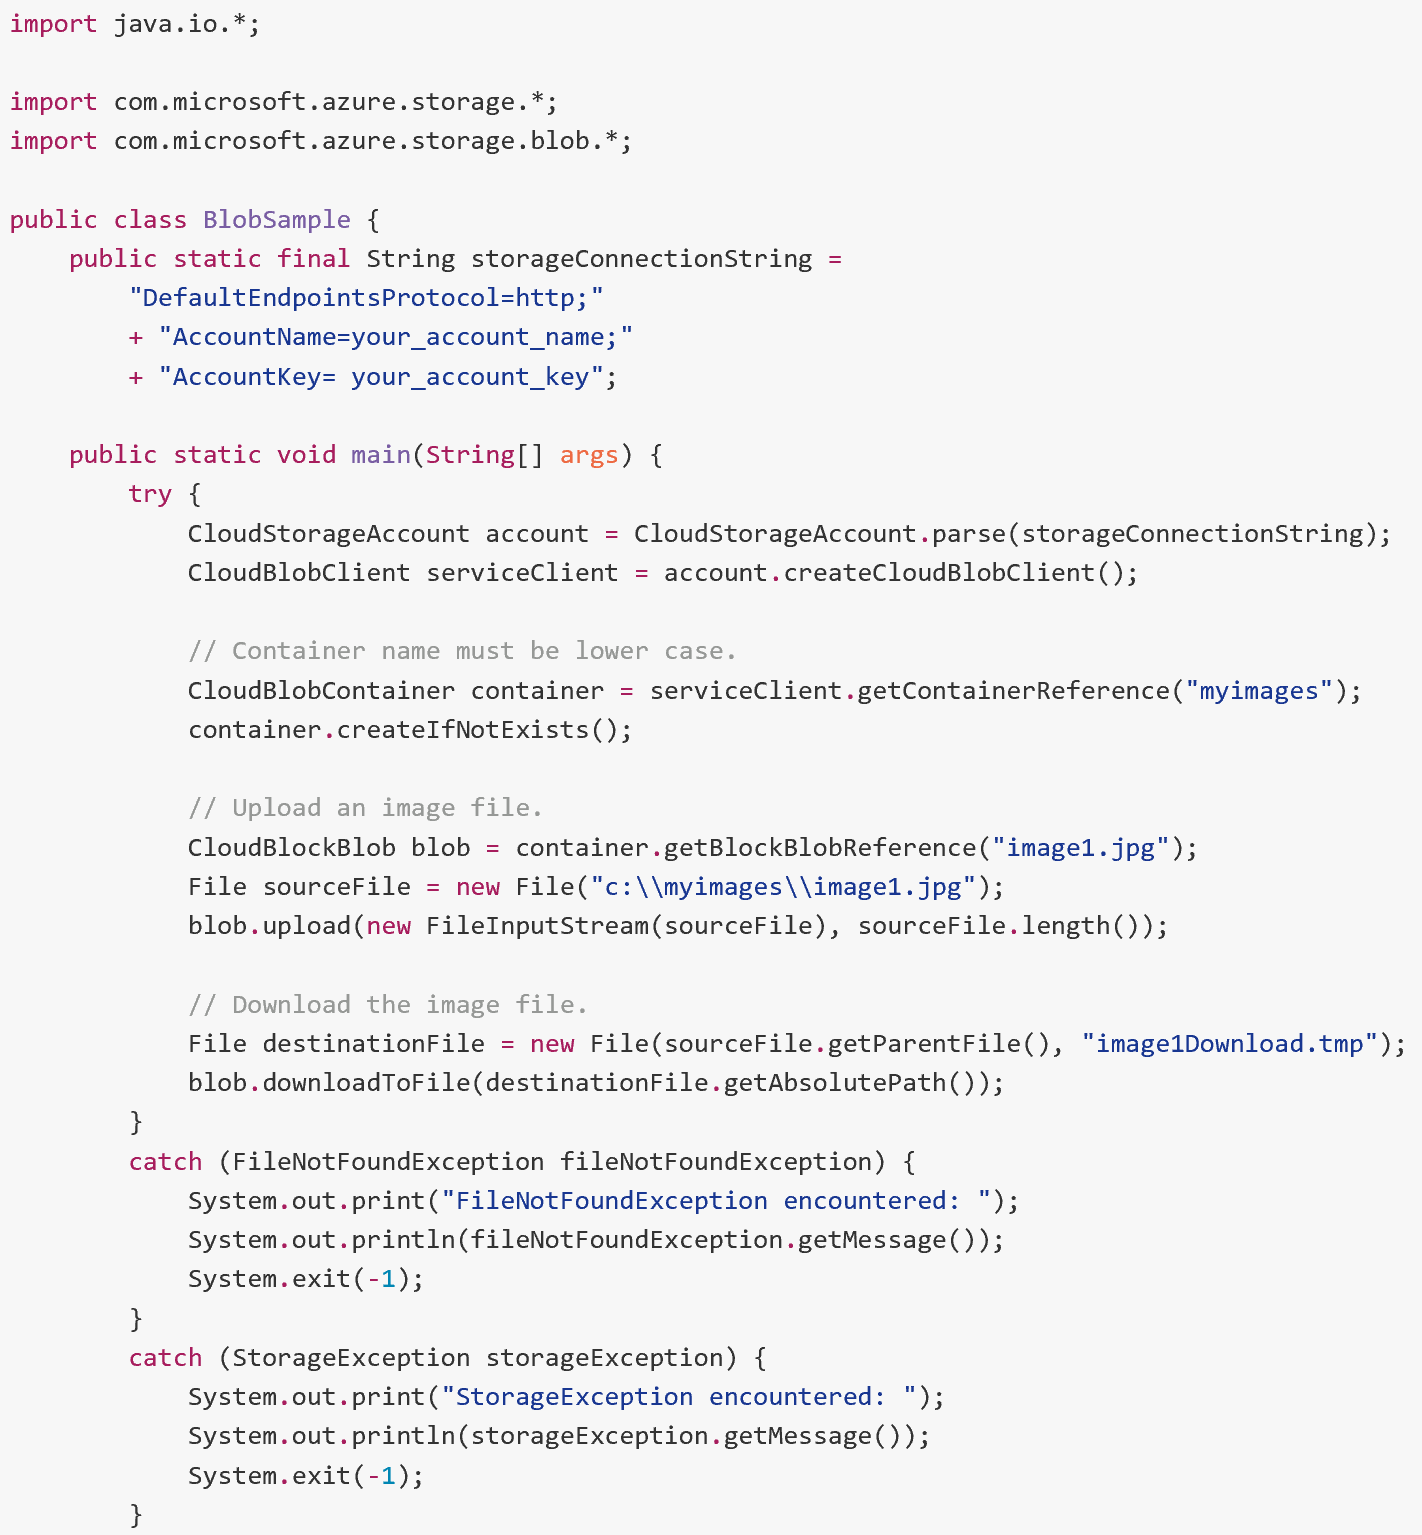 import java.io.*;

import com.microsoft.azure.storage.*;
import com.microsoft.azure.storage.blob.*;

public class BlobSample {
    public static final String storageConnectionString =
        "DefaultEndpointsProtocol=http;"
        + "AccountName=your_account_name;"
        + "AccountKey= your_account_key";

    public static void main(String[] args) {
        try {
            CloudStorageAccount account = CloudStorageAccount.parse(storageConnectionString);
            CloudBlobClient serviceClient = account.createCloudBlobClient();

            // Container name must be lower case.
            CloudBlobContainer container = serviceClient.getContainerReference("myimages");
            container.createIfNotExists();

            // Upload an image file.
            CloudBlockBlob blob = container.getBlockBlobReference("image1.jpg");
            File sourceFile = new File("c:\\myimages\\image1.jpg");
            blob.upload(new FileInputStream(sourceFile), sourceFile.length());

            // Download the image file.
            File destinationFile = new File(sourceFile.getParentFile(), "image1Download.tmp");
            blob.downloadToFile(destinationFile.getAbsolutePath());
        }
        catch (FileNotFoundException fileNotFoundException) {
            System.out.print("FileNotFoundException encountered: ");
            System.out.println(fileNotFoundException.getMessage());
            System.exit(-1);
        }
        catch (StorageException storageException) {
            System.out.print("StorageException encountered: ");
            System.out.println(storageException.getMessage());
            System.exit(-1);
        }